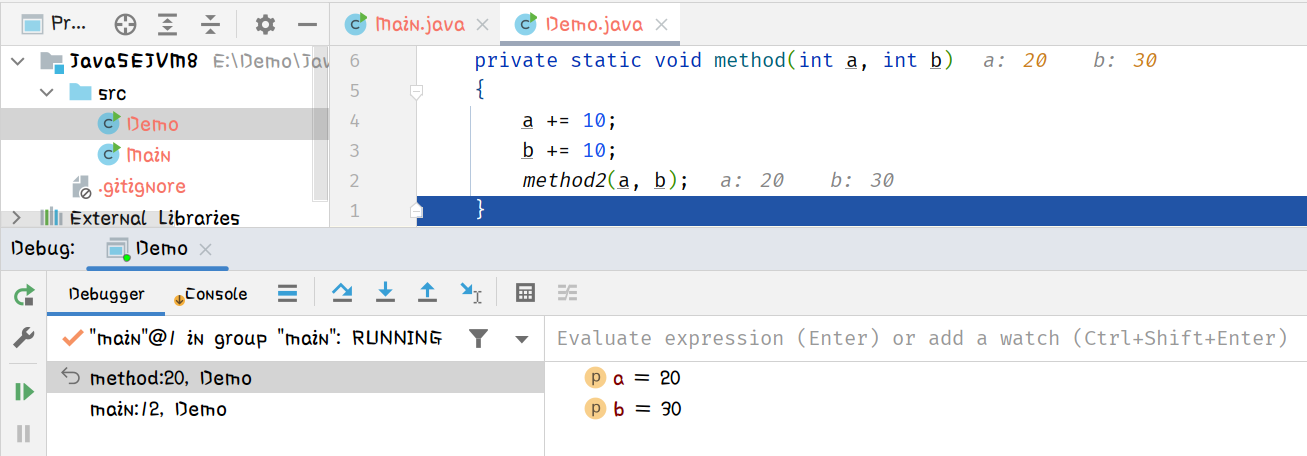 Pr... Main.java Demo.java
JavaSEJVM8 E:\Demo\Jav
src
Demo
Main
.gitignore
External Libraries
6 private static void method(int a, int b) a: 20 b: 30
5 {
4 a += 10;
3 b += 10;
2 method2(a, b); a: 20 b: 30
1 }
Debug: Demo
Debugger Console
"main"@1 in group "main": RUNNING
Evaluate expression (Enter) or add a watch (Ctrl+Shift+Enter)
method:20, Demo
main:12, Demo
p a = 20
p b = 30